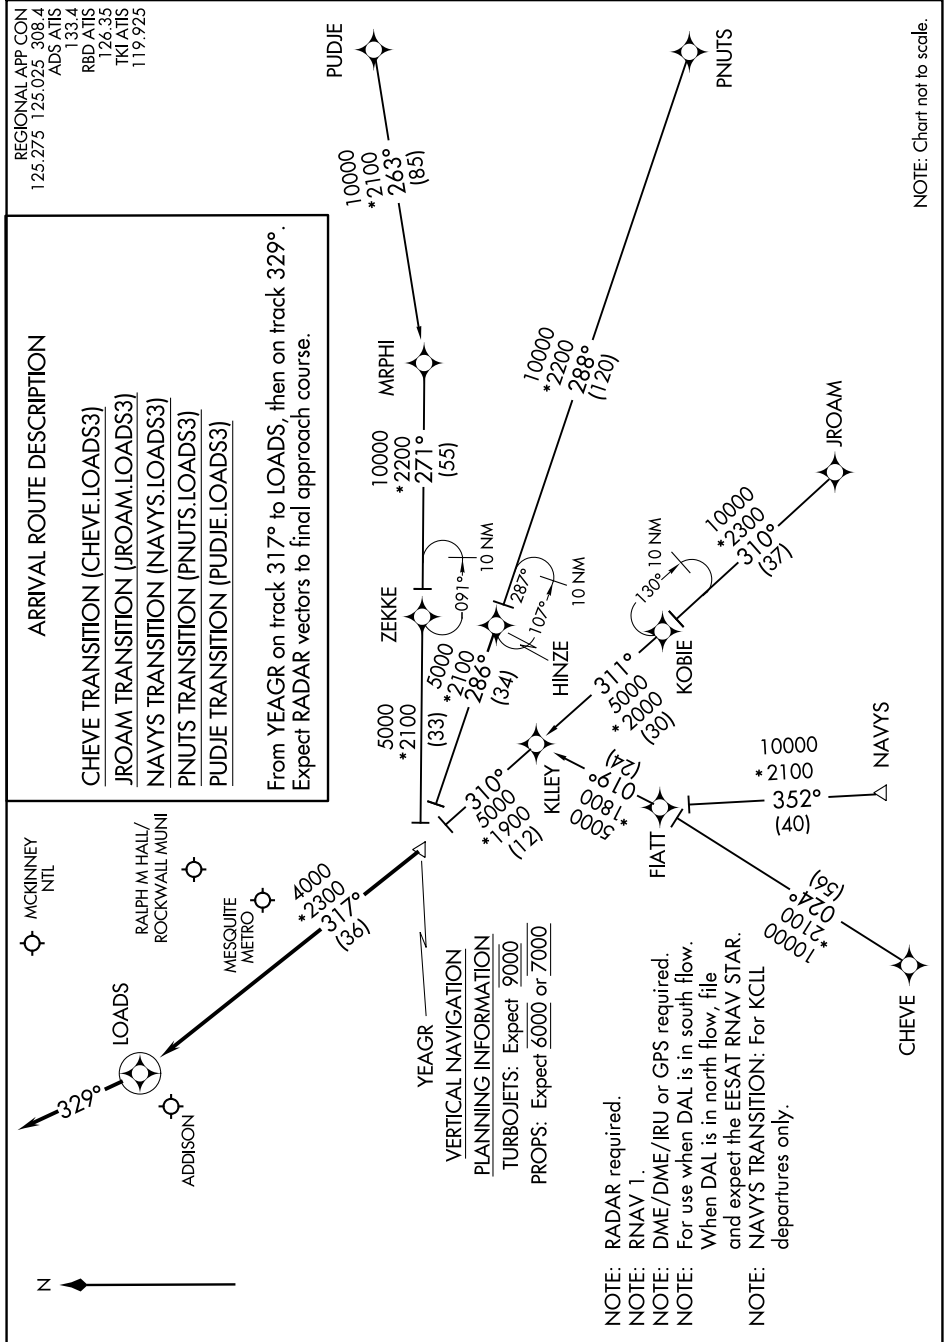 REGIONAL APP CON
125.275 125.025 308.4
ADS ATIS
133.4
RBD ATIS
126.35
TKI ATIS
119.925
ARRIVAL ROUTE DESCRIPTION
CHEVE TRANSITION (CHEVE.LOADS3)
JROAM TRANSITION (JROAM.LOADS3)
NAVYS TRANSITION (NAVYS.LOADS3)
PNUTS TRANSITION (PNUTS.LOADS3)
PUDJE TRANSITION (PUDJE.LOADS3)
From YEAGR on track 317° to LOADS, then on track 329°.
Expect RADAR vectors to final approach course.
N
329°
LOADS
ADDISON
MCKINNEY
NTL
RALPH M HALL/
ROCKWALL MUNI
MESQUITE
METRO
4000
*2300
317°
(36)
YEAGR
VERTICAL NAVIGATION
PLANNING INFORMATION
TURBOJETS: Expect 9000
PROPS: Expect 6000 or 7000
PUDJE
10000
*2100
263°
(85)
MRPHI
10000
*2200
271°
(55)
ZEKKE
091°
10 NM
5000
*2100
(33)
PNUTS
10000
*2200
288°
(120)
HINZE
287°
107°
10 NM
5000
*2100
286°
(34)
JROAM
10000
*2300
310°
(37)
KOBIE
130°
10 NM
311°
5000
*2000
(30)
KLLEY
310°
5000
*1900
(12)
FIATT
019°
(24)
5000
*1800
NAVYS
10000
*2100
352°
(40)
CHEVE
10000
*2100
024°
(56)
NOTE: RADAR required.
NOTE: RNAV 1.
NOTE: DME/DME/IRU or GPS required.
NOTE: For use when DAL is in south flow.
When DAL is in north flow, file
and expect the EESAT RNAV STAR.
NOTE: NAVYS TRANSITION: For KCLL
departures only.
NOTE: Chart not to scale.